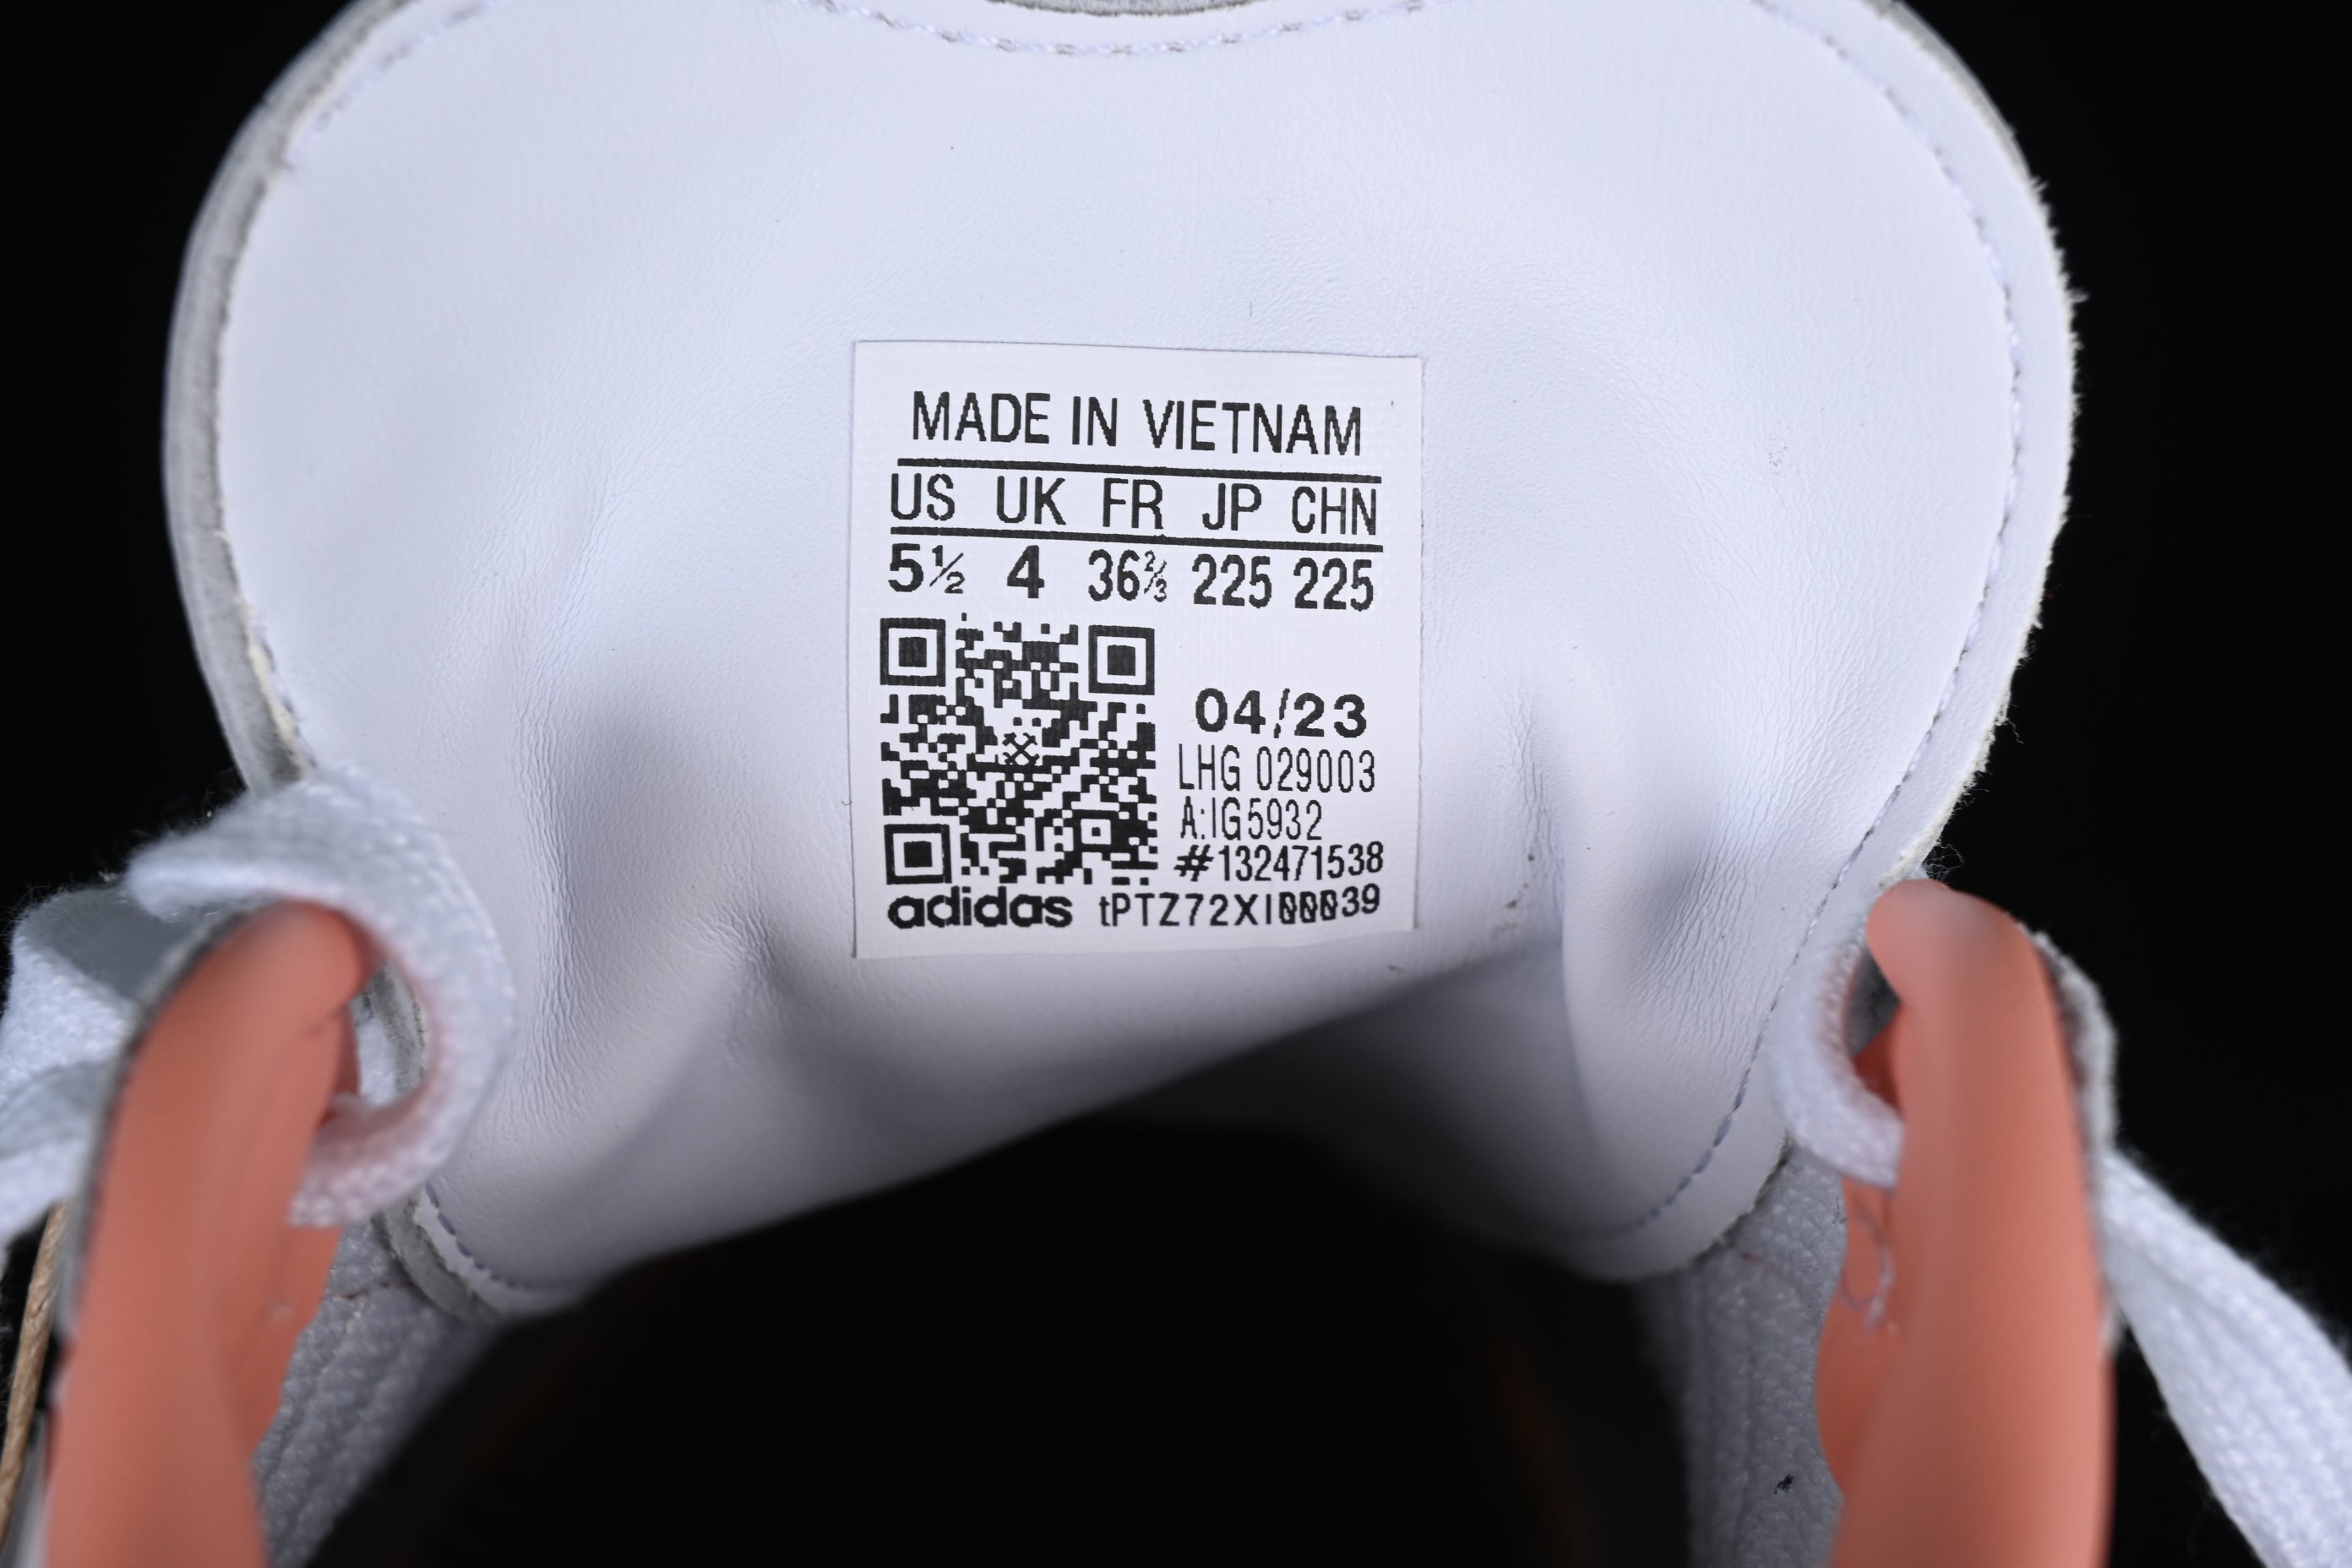 MADE IN VIETNAM
US UK FR JP CHN
5½ 4 36⅔ 225 225
04/23
LHG 029003
A:IG5932
#132471538
adidas tPTZ72XI00039